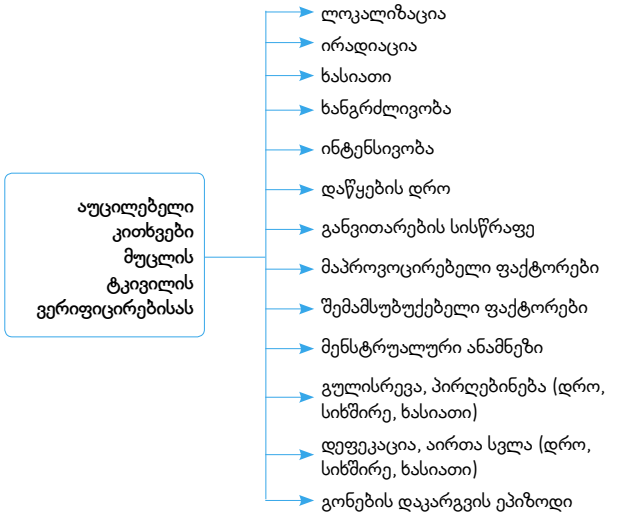 აუცილებელი
კითხვები
მუცლის
ტკივილის
ვერიფიცირებისას
ლოკალიზაცია
ირადიაცია
ხასიათი
ხანგრძლივობა
ინტენსივობა
დაწყების დრო
განვითარების სისწრაფე
მაპროვოცირებელი ფაქტორები
შემამსუბუქებელი ფაქტორები
მენსტრუალური ანამნეზი
გულისრევა, პირღებინება (დრო,
სიხშირე, ხასიათი)
დეფეკაცია, აირთა სვლა (დრო,
სიხშირე, ხასიათი)
გონების დაკარგვის ეპიზოდი